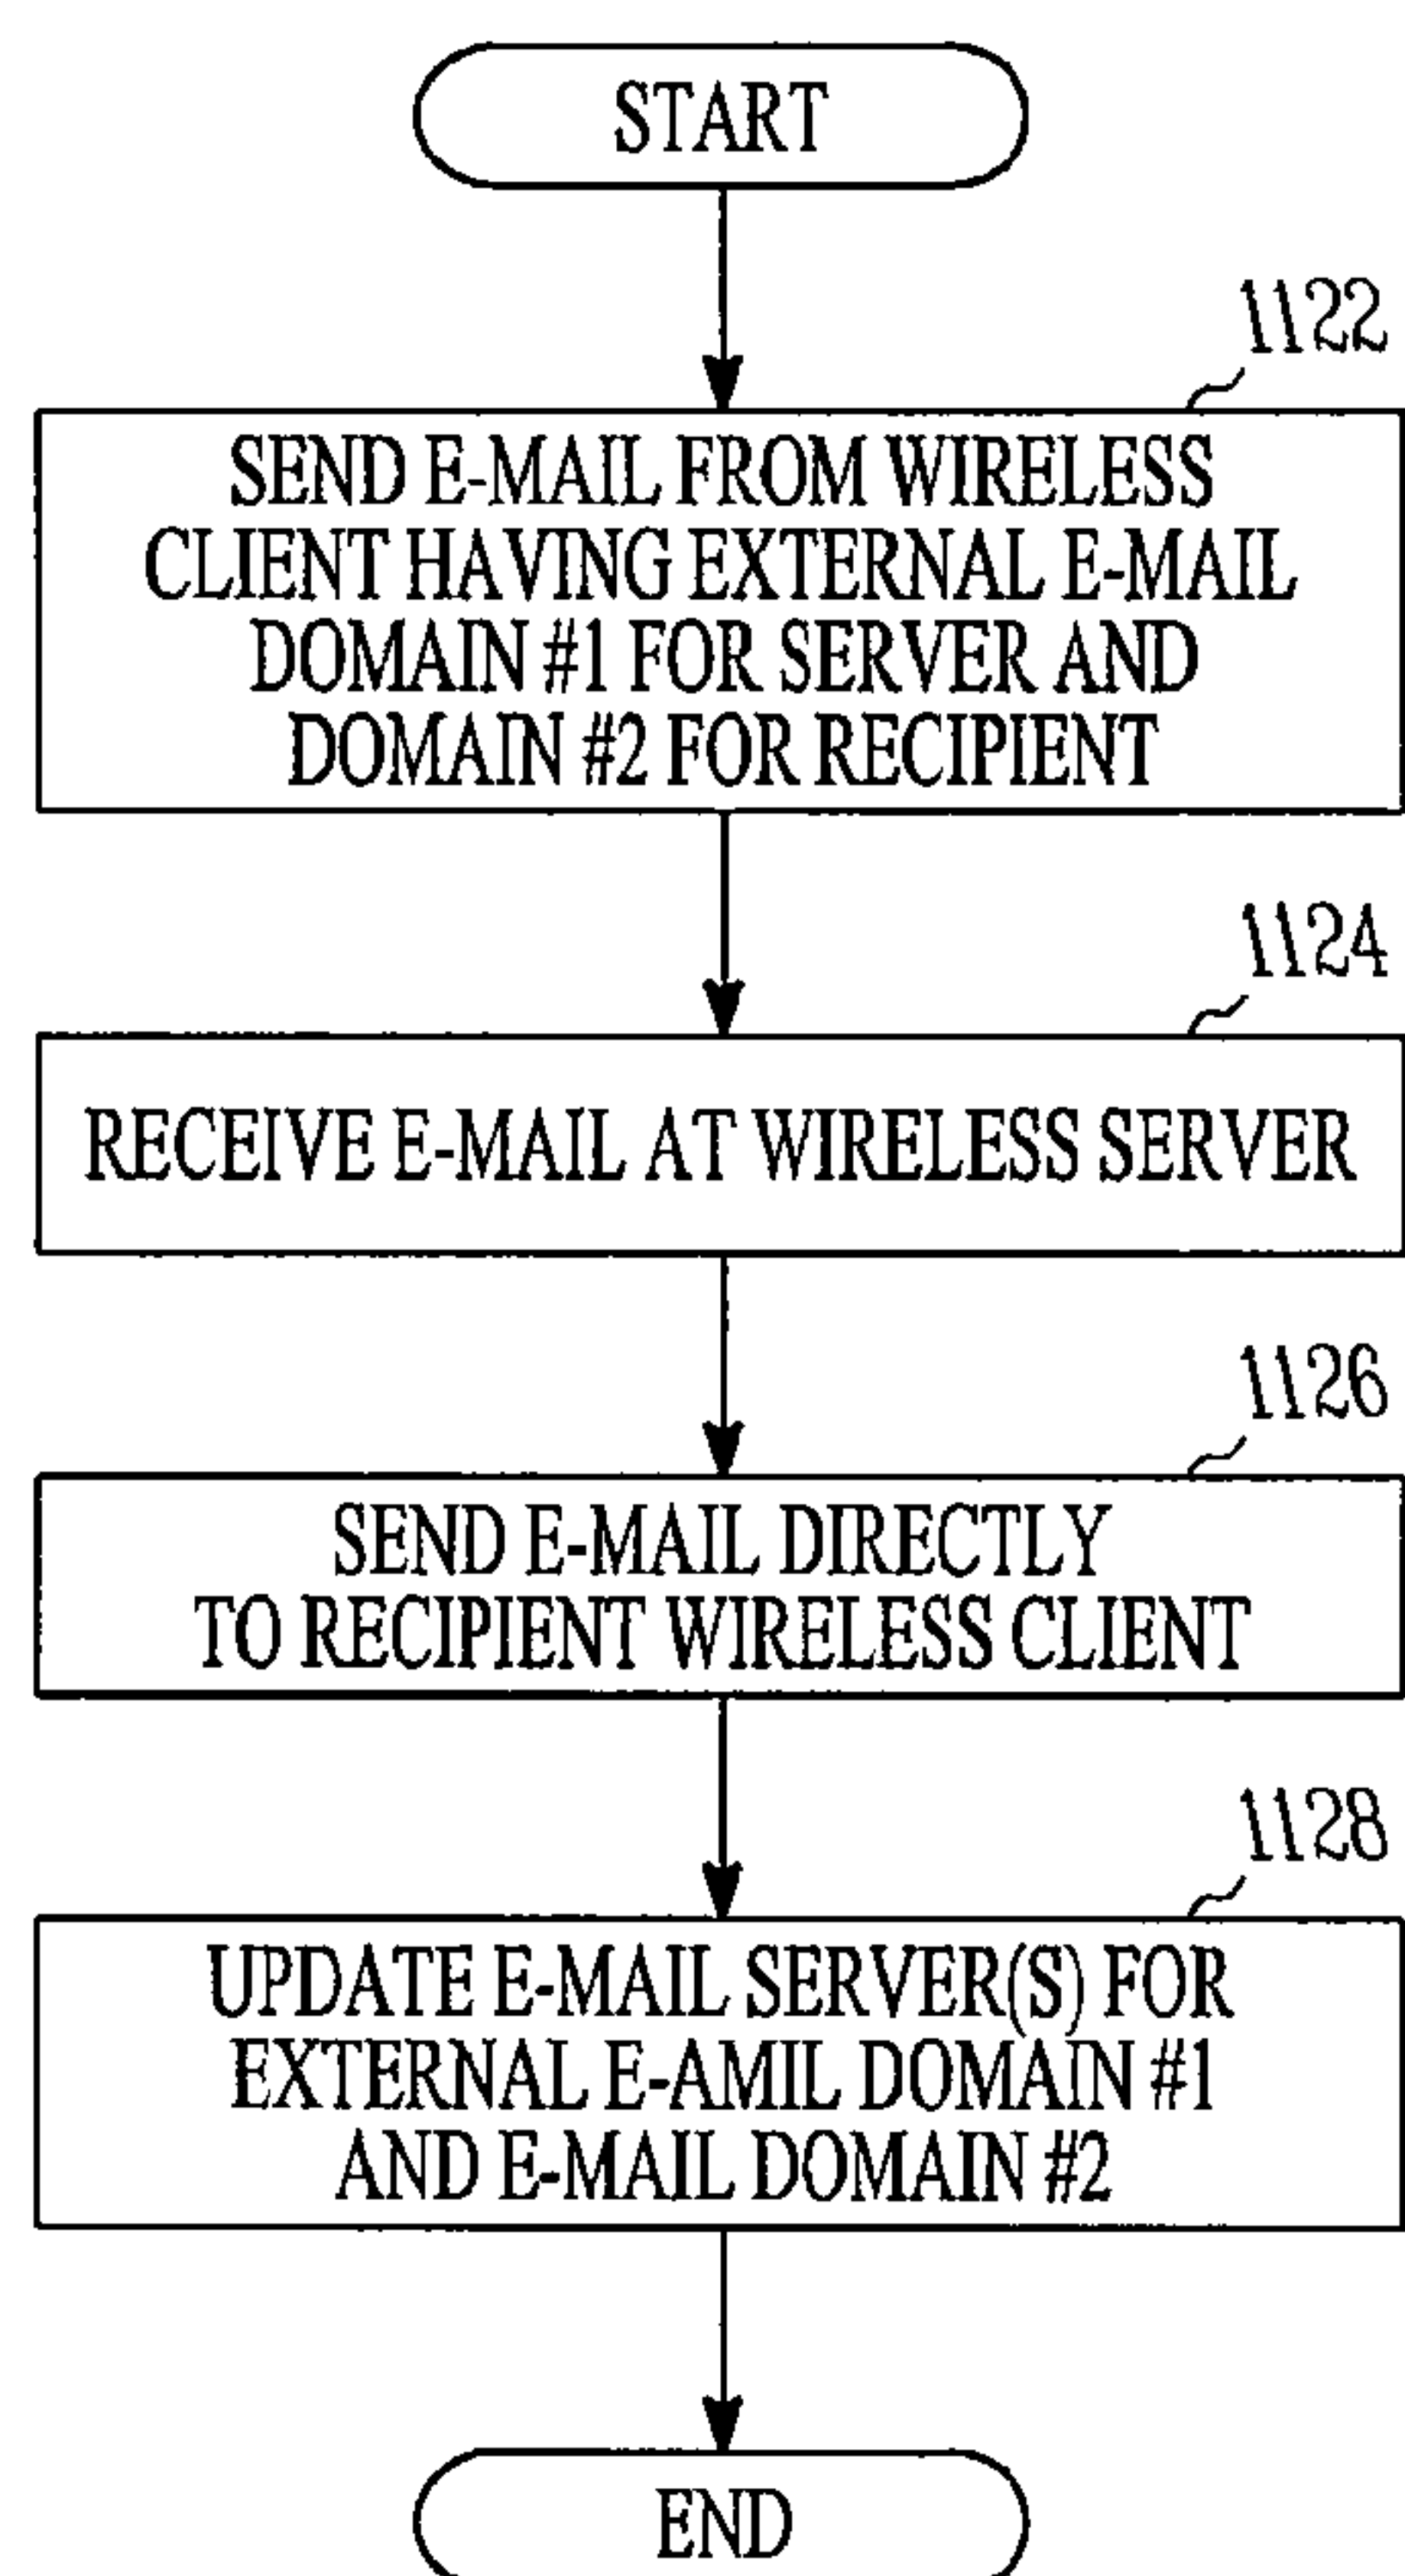 START
1122
SEND E-MAIL FROM WIRELESS
CLIENT HAVING EXTERNAL E-MAIL
DOMAIN #1 FOR SERVER AND
DOMAIN #2 FOR RECIPIENT
1124
RECEIVE E-MAIL AT WIRELESS SERVER
1126
SEND E-MAIL DIRECTLY
TO RECIPIENT WIRELESS CLIENT
1128
UPDATE E-MAIL SERVER(S) FOR
EXTERNAL E-AMIL DOMAIN #1
AND E-MAIL DOMAIN #2
END